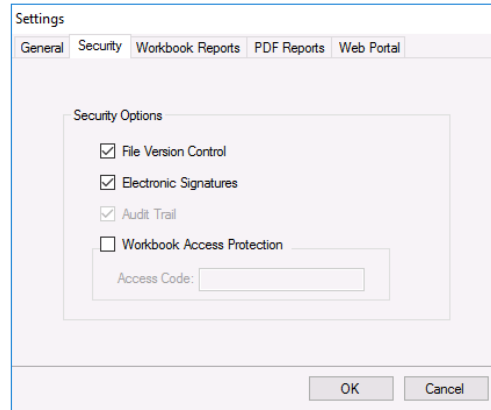 Settings
General Security Workbook Reports PDF Reports Web Portal
Security Options
File Version Control
Electronic Signatures
Audit Trail
Workbook Access Protection
Access Code:
OK Cancel